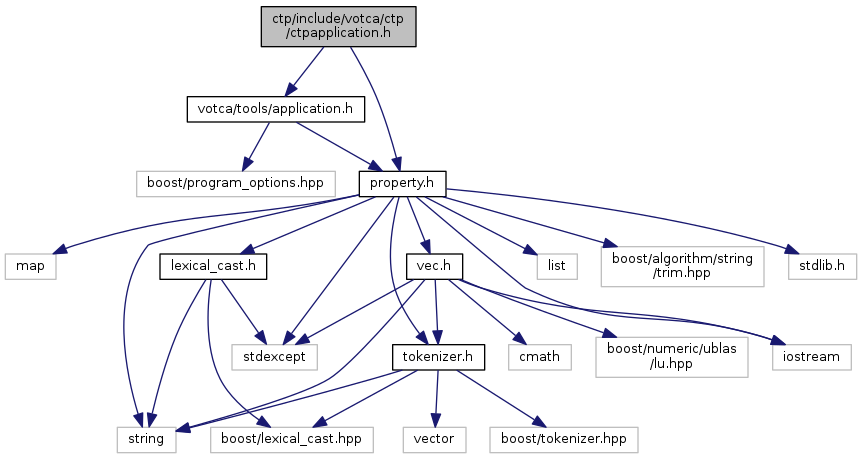 ctp/include/votca/ctp
/ctpapplication.h
votca/tools/application.h
boost/program_options.hpp
property.h
map
lexical_cast.h
vec.h
list
boost/algorithm/string
/trim.hpp
stdlib.h
stdexcept
tokenizer.h
cmath
boost/numeric/ublas
/lu.hpp
iostream
string
boost/lexical_cast.hpp
vector
boost/tokenizer.hpp